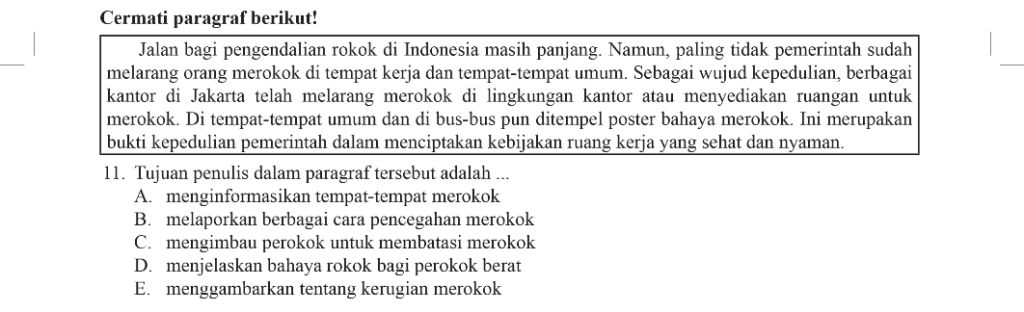 Cermati paragraf berikut!
Jalan bagi pengendalian rokok di Indonesia masih panjang. Namun, paling tidak pemerintah sudah
melarang orang merokok di tempat kerja dan tempat-tempat umum. Sebagai wujud kepedulian, berbagai
kantor di Jakarta telah melarang merokok di lingkungan kantor atau menyediakan ruangan untuk
merokok. Di tempat-tempat umum dan di bus-bus pun ditempel poster bahaya merokok. Ini merupakan
bukti kepedulian pemerintah dalam menciptakan kebijakan ruang kerja yang sehat dan nyaman.
11. Tujuan penulis dalam paragraf tersebut adalah ...
A. menginformasikan tempat-tempat merokok
B. melaporkan berbagai cara pencegahan merokok
C. mengimbau perokok untuk membatasi merokok
D. menjelaskan bahaya rokok bagi perokok berat
E. menggambarkan tentang kerugian merokok